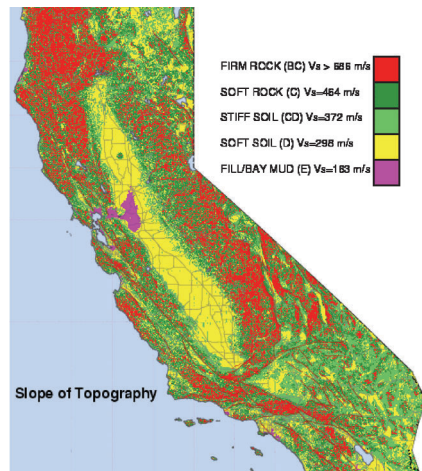 FIRM ROCK (BC) Vs > 686 m/s
SOFT ROCK (C) Vs=464 m/s
STIFF SOIL (CD) Vs=372 m/s
SOFT SOIL (D) Vs=298 m/s
FILL/BAY MUD (E) Vs=163 m/s
Slope of Topography